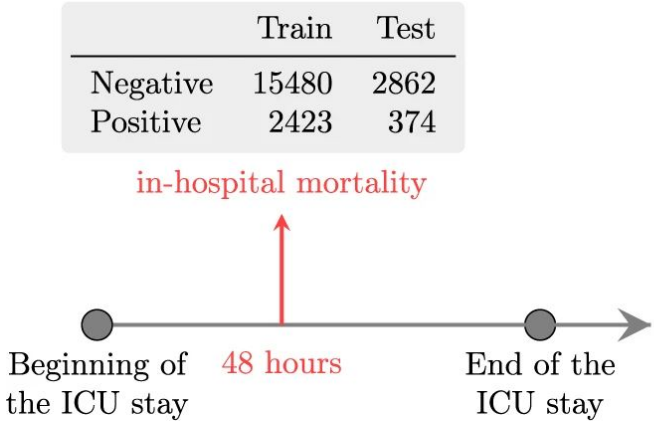 Train Test
Negative 15480 2862
Positive 2423 374
in-hospital mortality
Beginning of
the ICU stay
48 hours
End of the
ICU stay